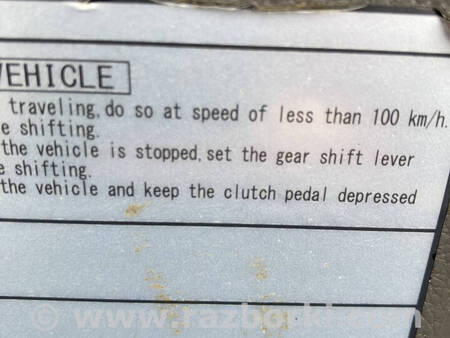 VEHICLE
traveling, do so at speed of less than 100 km/h.
e shifting.
the vehicle is stopped, set the gear shift lever
e shifting.
the vehicle and keep the clutch pedal depressed
© www.razborki.com